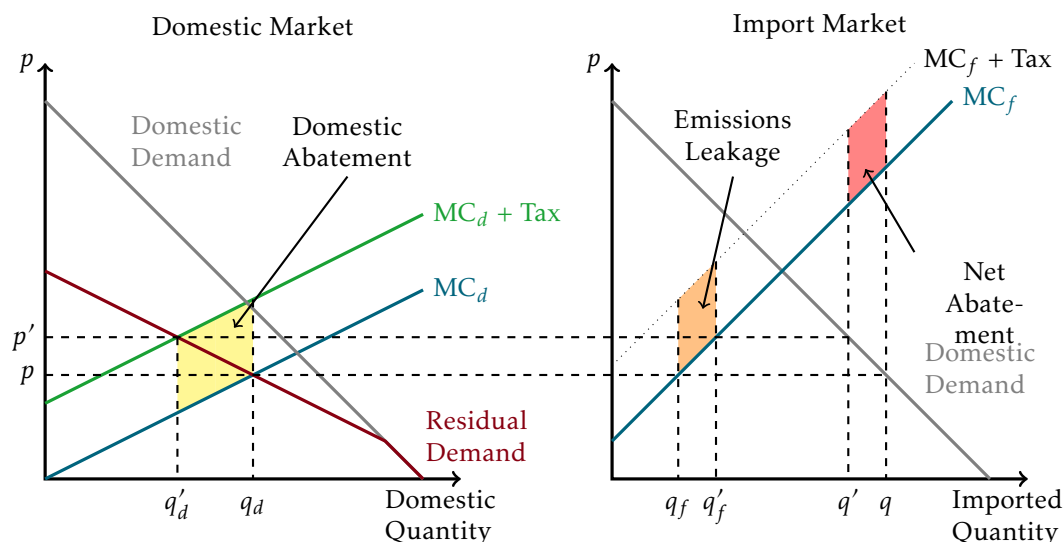 Domestic Market
p
Domestic
Demand
Domestic
Abatement
MC_d + Tax
MC_d
p′
p
Residual
Demand
q′_d
q_d
Domestic
Quantity
Import Market
p
MC_f + Tax
MC_f
Emissions
Leakage
Net
Abate-
ment
Domestic
Demand
q_f
q′_f
q′
q
Imported
Quantity